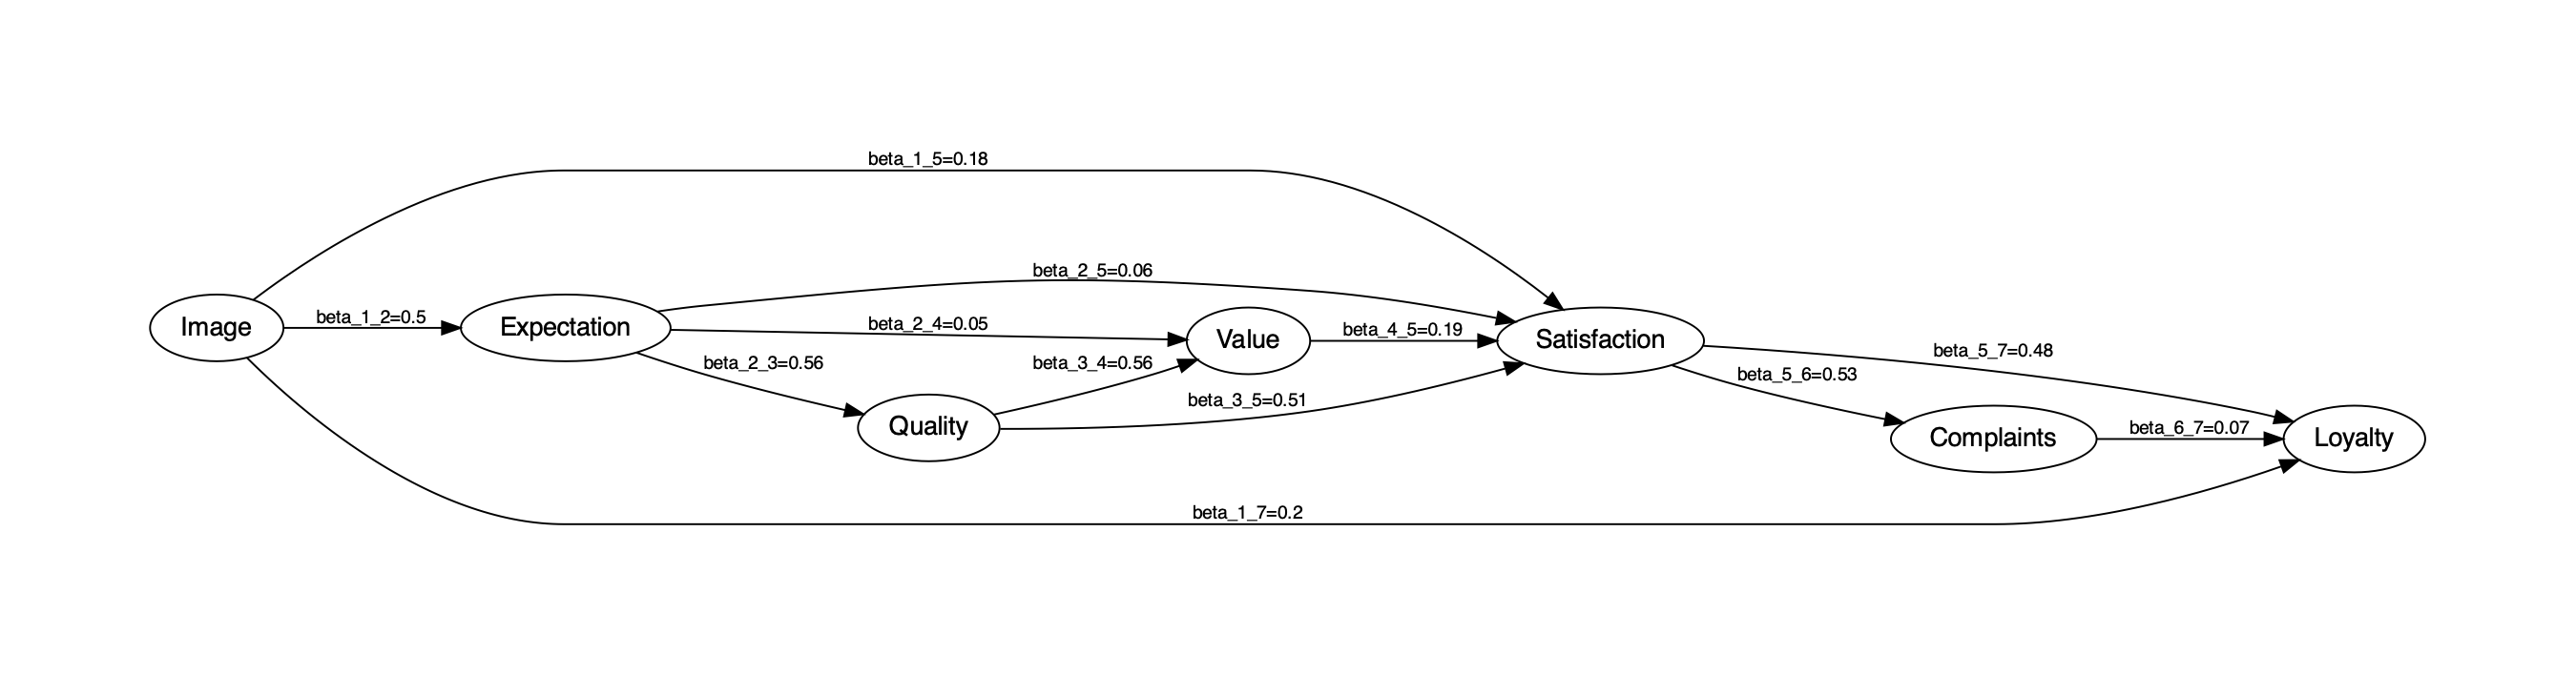 beta_1_5=0.18
beta_2_5=0.06
Image
beta_1_2=0.5
Expectation
beta_2_4=0.05
Value
beta_4_5=0.19
Satisfaction
beta_5_7=0.48
beta_2_3=0.56
beta_3_4=0.56
beta_5_6=0.53
beta_3_5=0.51
Quality
Complaints
beta_6_7=0.07
Loyalty
beta_1_7=0.2